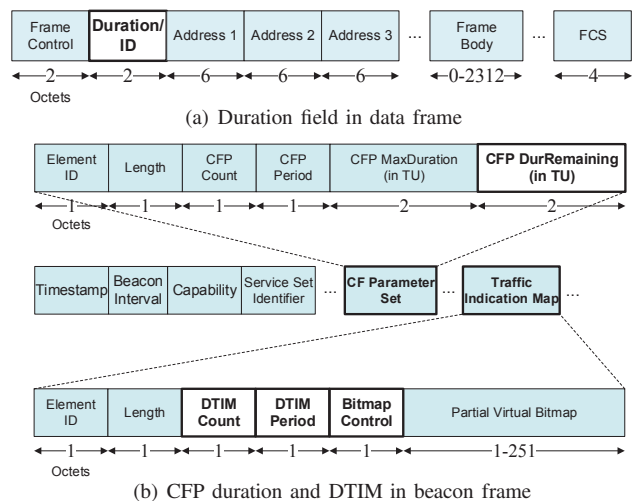 Frame Control
Duration/ ID
Address 1
Address 2
Address 3
...
Frame Body
...
FCS
2
2
6
6
6
0-2312
4
Octets
(a) Duration field in data frame
Element ID
Length
CFP Count
CFP Period
CFP MaxDuration (in TU)
CFP DurRemaining (in TU)
1
1
1
1
2
2
Octets
Timestamp
Beacon Interval
Capability
Service Set Identifier
...
CF Parameter Set
...
Traffic Indication Map
...
Element ID
Length
DTIM Count
DTIM Period
Bitmap Control
Partial Virtual Bitmap
1
1
1
1
1
1-251
Octets
(b) CFP duration and DTIM in beacon frame